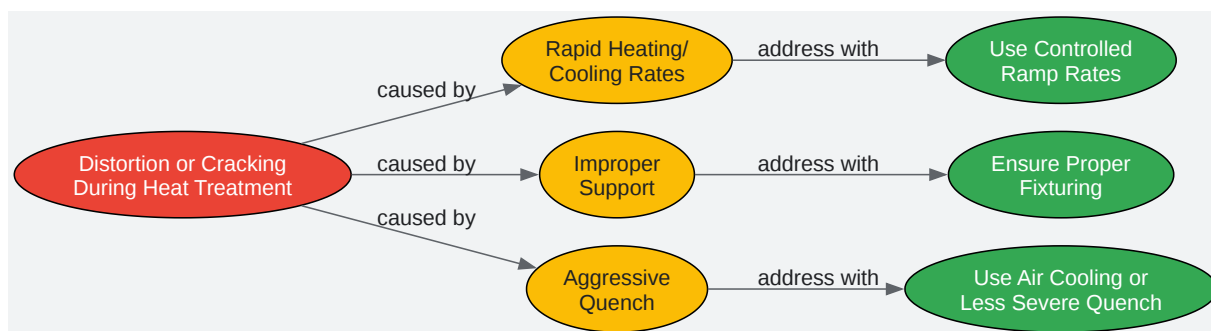 Rapid Heating/
Cooling Rates
address with
Use Controlled
Ramp Rates
caused by
Distortion or Cracking
During Heat Treatment
caused by
Improper
Support
address with
Ensure Proper
Fixturing
caused by
Aggressive
Quench
address with
Use Air Cooling or
Less Severe Quench